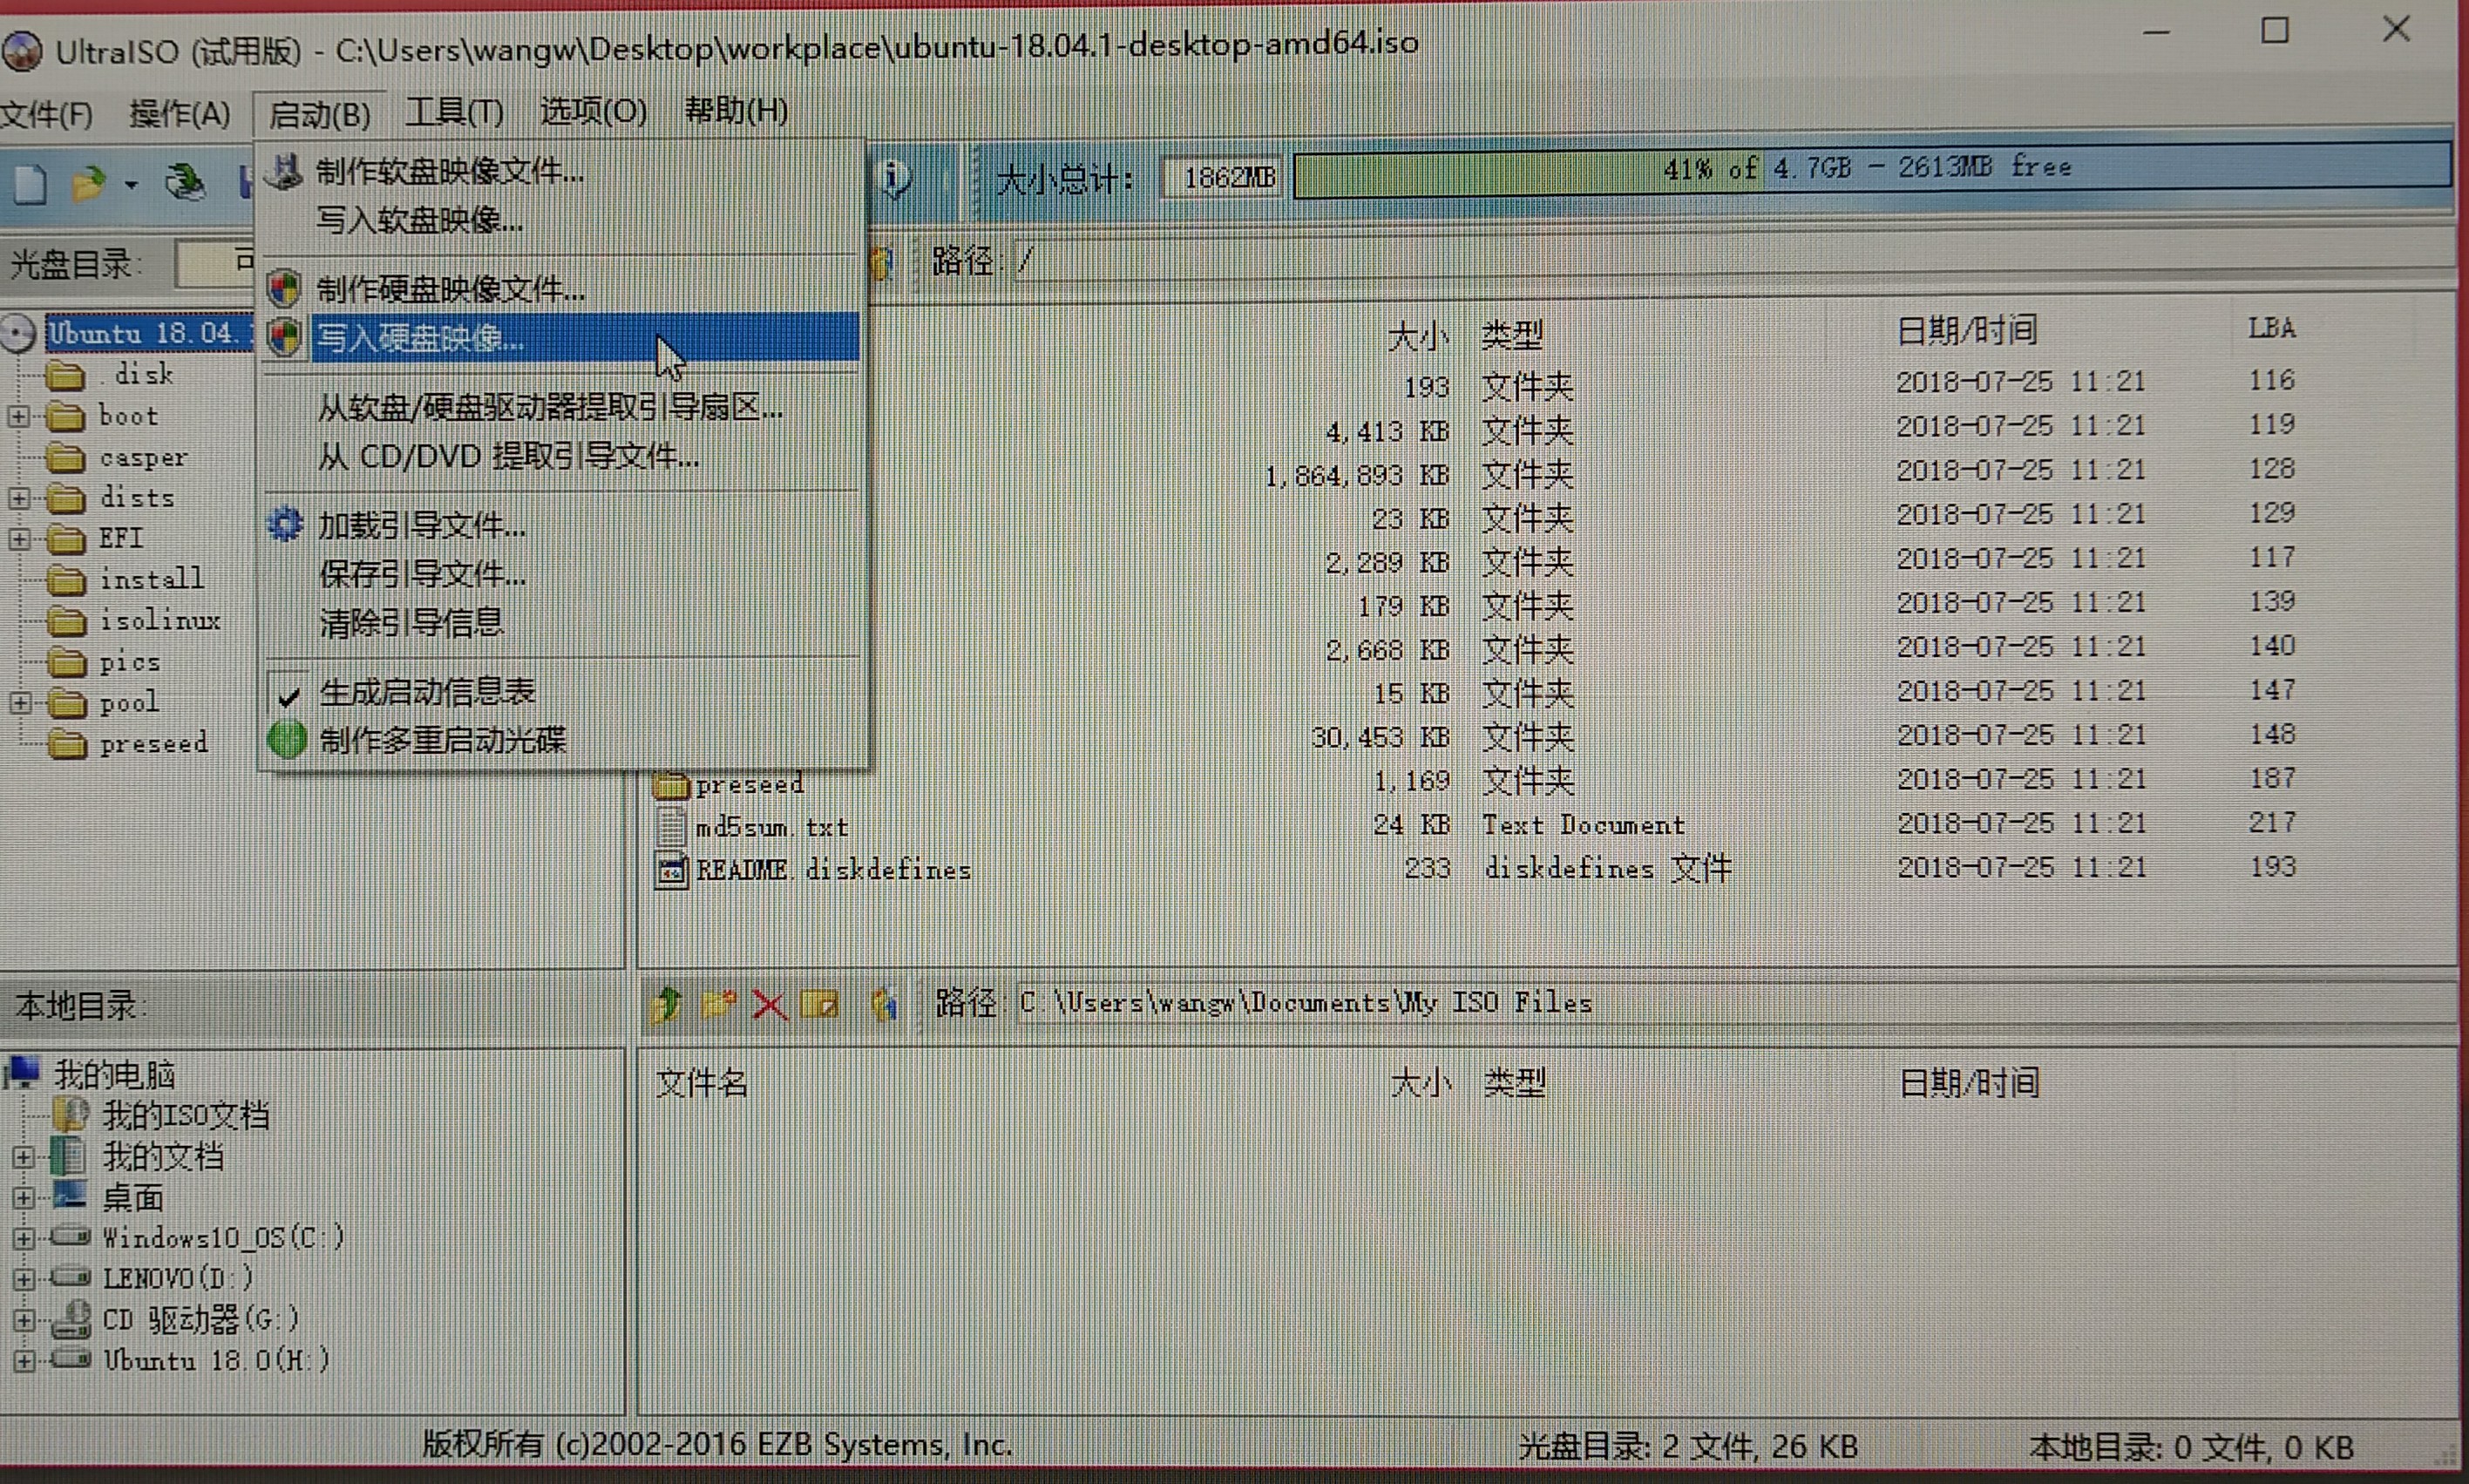 UltraISO (试用版) - C:\Users\wangw\Desktop\workplace\ubuntu-18.04.1-desktop-amd64.iso
文件(F) 操作(A) 启动(B) 工具(T) 选项(O) 帮助(H)
大小总计: 1862MB 41% of 4.7GB - 2613MB free
制作软盘映像文件...
写入软盘映像...
制作硬盘映像文件...
写入硬盘映像...
从软盘/硬盘驱动器提取引导扇区...
从 CD/DVD 提取引导文件...
加载引导文件...
保存引导文件...
清除引导信息
生成启动信息表
制作多重启动光碟
光盘目录: 可
路径: /
Ubuntu 18.04.
.disk
boot
casper
dists
EFI
install
isolinux
pics
pool
preseed
大小 类型 日期/时间 LBA
193 文件夹 2018-07-25 11:21 116
4,413 KB 文件夹 2018-07-25 11:21 119
1,864,893 KB 文件夹 2018-07-25 11:21 128
23 KB 文件夹 2018-07-25 11:21 129
2,289 KB 文件夹 2018-07-25 11:21 117
179 KB 文件夹 2018-07-25 11:21 139
2,668 KB 文件夹 2018-07-25 11:21 140
15 KB 文件夹 2018-07-25 11:21 147
30,453 KB 文件夹 2018-07-25 11:21 148
preseed 1,169 文件夹 2018-07-25 11:21 187
md5sum.txt 24 KB Text Document 2018-07-25 11:21 217
README.diskdefines 233 diskdefines 文件 2018-07-25 11:21 193
本地目录:
路径: C:\Users\wangw\Documents\My ISO Files
我的电脑
我的ISO文档
我的文档
桌面
Windows10_OS(C:)
LENOVO(D:)
CD 驱动器(G:)
Ubuntu 18.0(H:)
文件名 大小 类型 日期/时间
版权所有 (c)2002-2016 EZB Systems, Inc. 光盘目录: 2 文件, 26 KB 本地目录: 0 文件, 0 KB